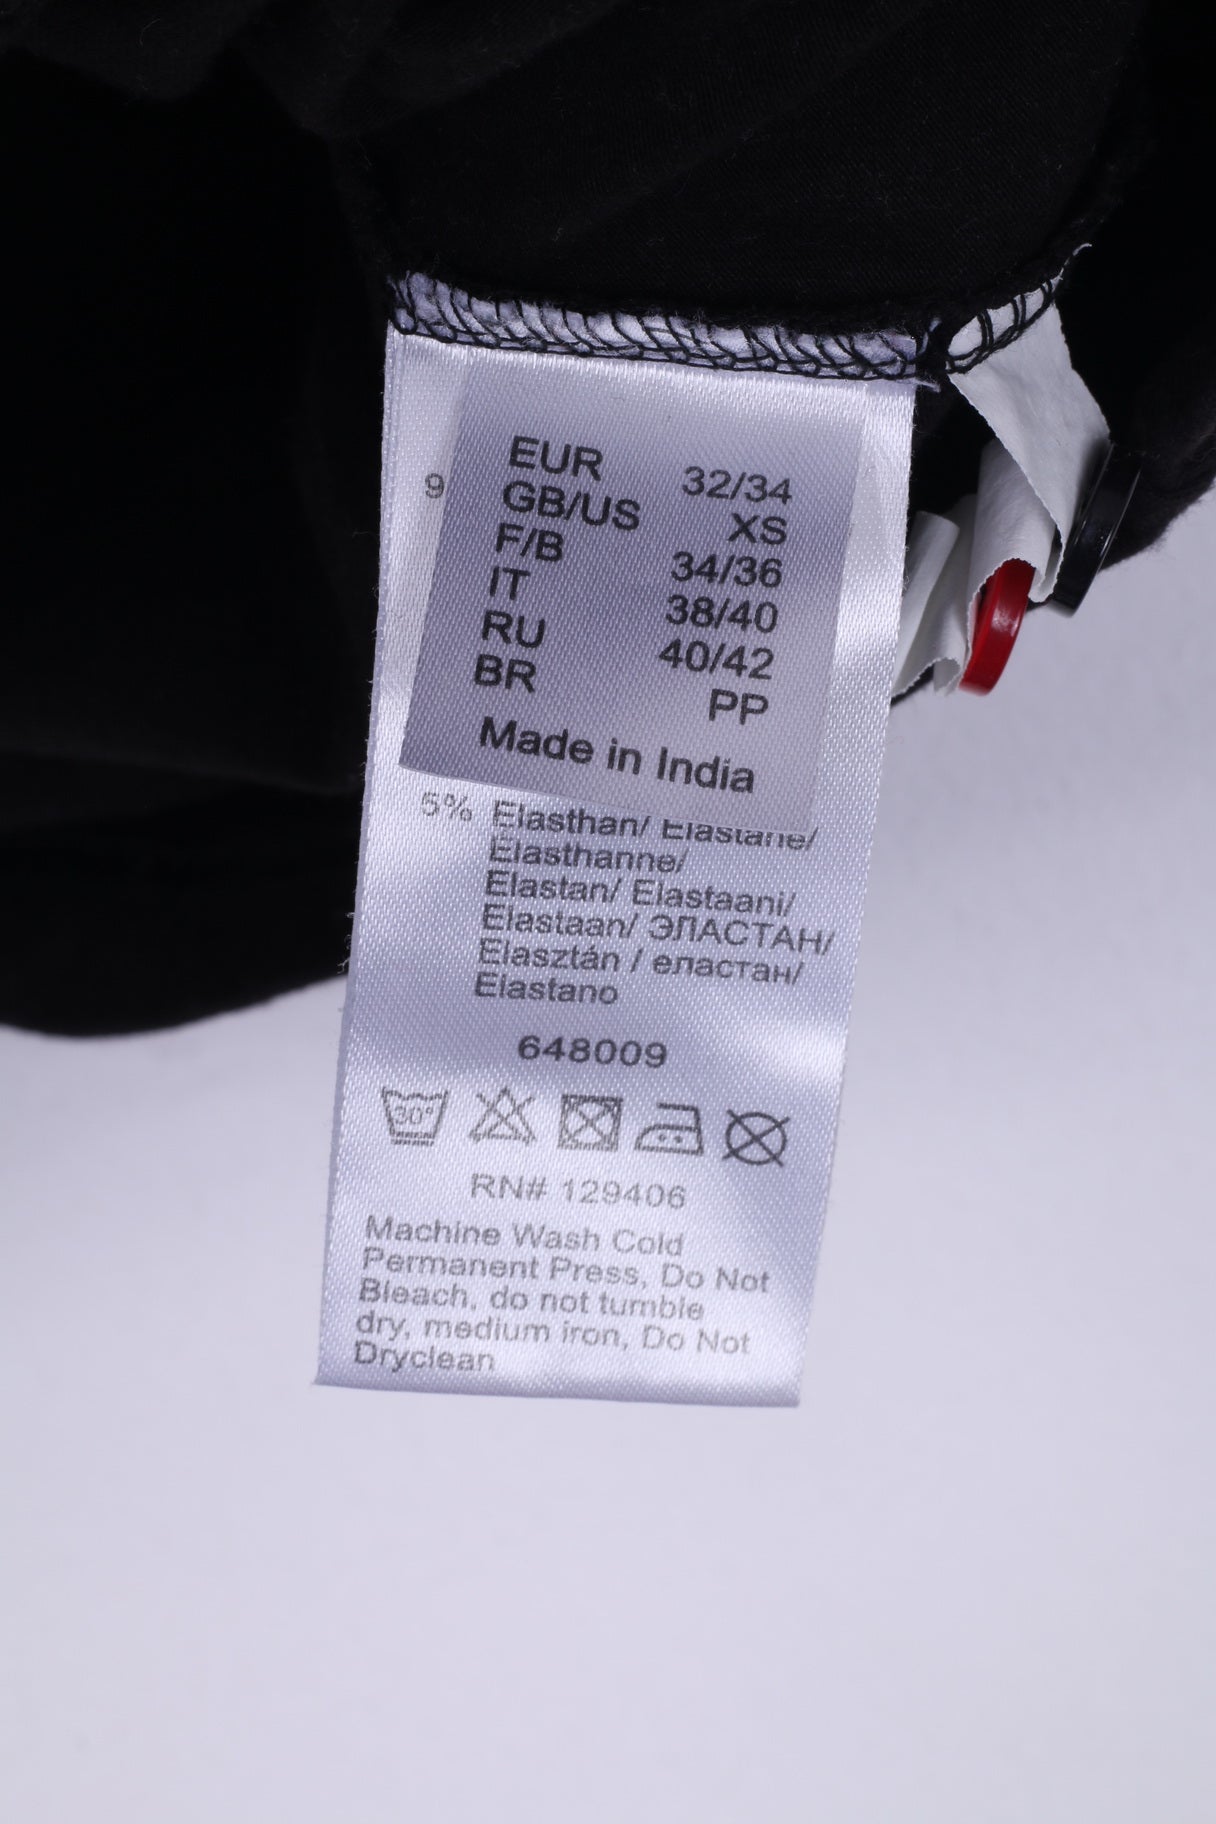 EUR 32/34
GB/US XS
F/B 34/36
IT 38/40
RU 40/42
BR PP
Made in India
9
5% Elasthan/ Elastane/
Elasthanne/
Elastan/ Elastaani/
Elastaan/ ЭЛАСТАН/
Elasztán / еластан/
Elastano
648009
30°
RN# 129406
Machine Wash Cold
Permanent Press, Do Not
Bleach, do not tumble
dry, medium iron, Do Not
Dryclean